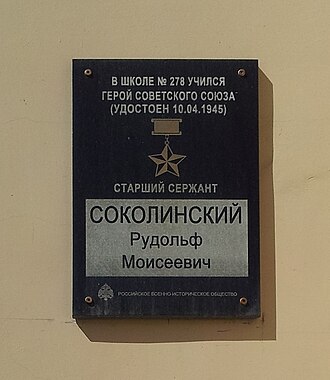 В ШКОЛЕ № 278 УЧИЛСЯ
ГЕРОЙ СОВЕТСКОГО СОЮЗА
(УДОСТОЕН 10.04.1945)
СТАРШИЙ СЕРЖАНТ
СОКОЛИНСКИЙ
Рудольф
Моисеевич
РОССИЙСКОЕ ВОЕННО-ИСТОРИЧЕСКОЕ ОБЩЕСТВО